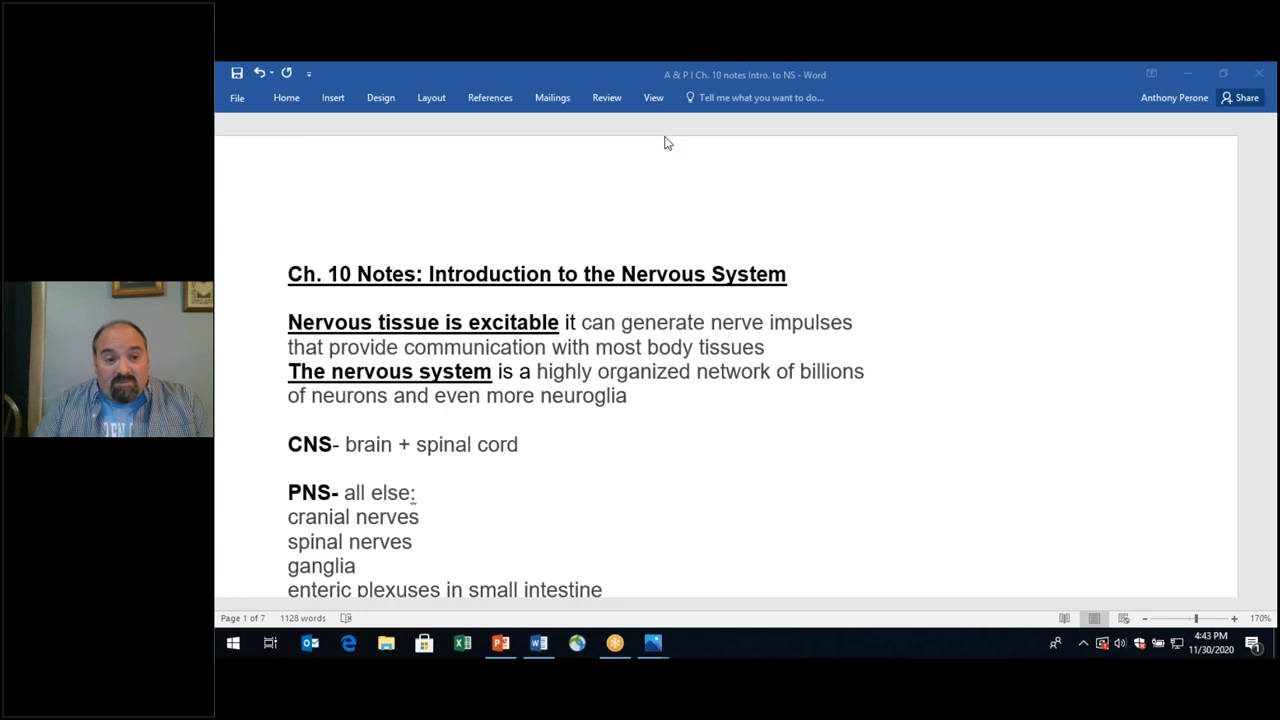 A & P I Ch. 10 notes Intro. to NS - Word
File Home Insert Design Layout References Mailings Review View Tell me what you want to do... Anthony Perone Share
Ch. 10 Notes: Introduction to the Nervous System
Nervous tissue is excitable it can generate nerve impulses
that provide communication with most body tissues
The nervous system is a highly organized network of billions
of neurons and even more neuroglia
CNS- brain + spinal cord
PNS- all else:
cranial nerves
spinal nerves
ganglia
enteric plexuses in small intestine
Page 1 of 7 1128 words 170%
4:43 PM
11/30/2020